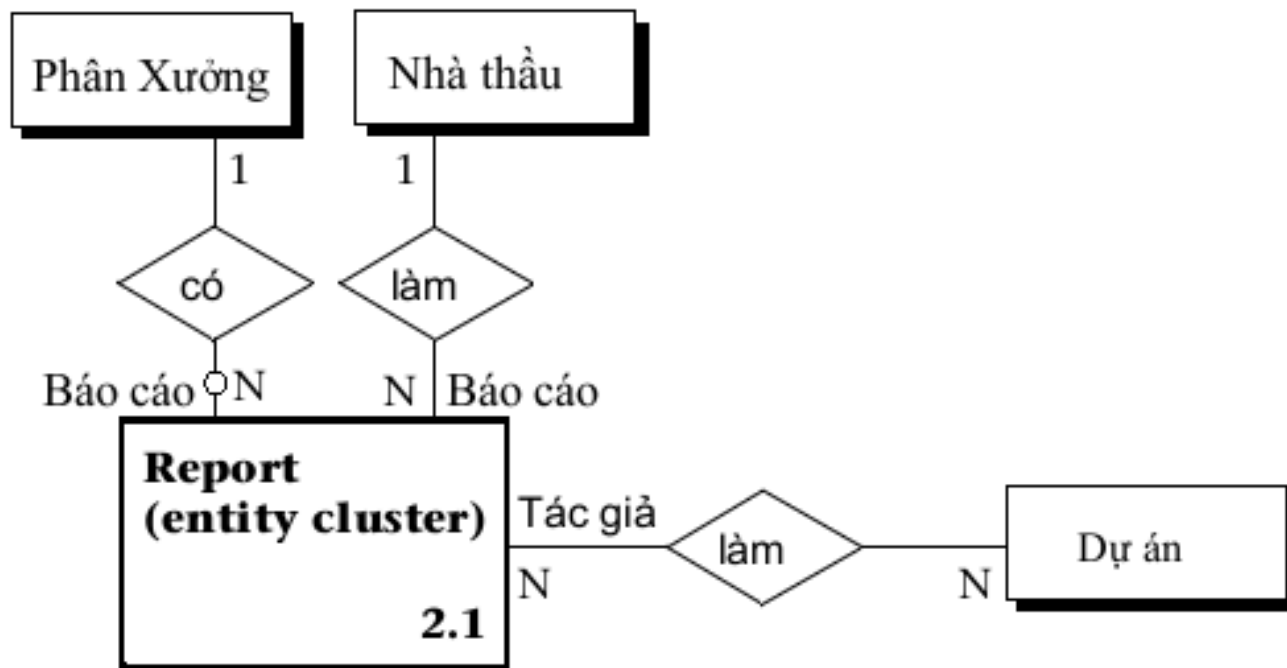 Phân Xưởng
Nhà thầu
1
1
có
làm
Báo cáo N
N Báo cáo
Report
(entity cluster)
2.1
Tác giả
N
làm
N
Dự án